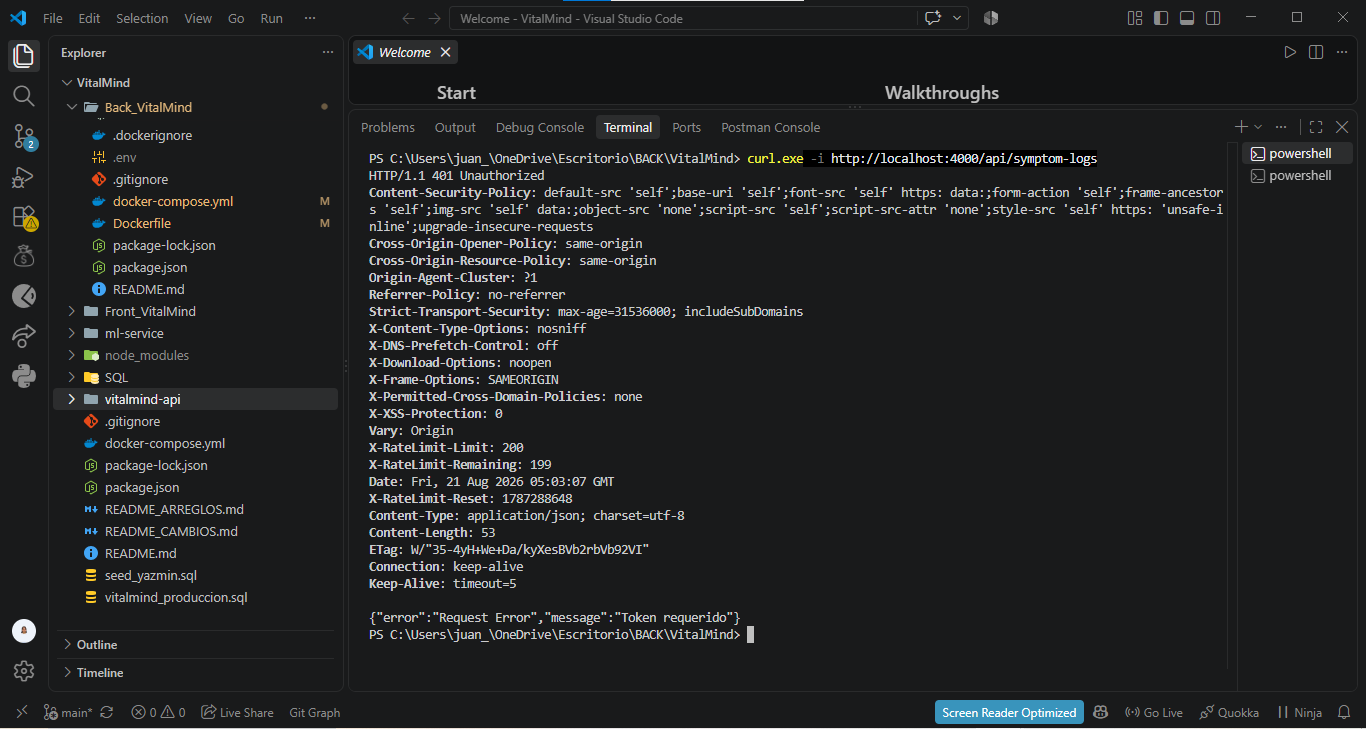 File Edit Selection View Go Run ···
Welcome - VitalMind - Visual Studio Code
Explorer
VitalMind
Back_VitalMind
.dockerignore
.env
.gitignore
docker-compose.yml M
Dockerfile M
package-lock.json
package.json
README.md
Front_VitalMind
ml-service
node_modules
SQL
vitalmind-api
.gitignore
docker-compose.yml
package-lock.json
package.json
README_ARREGLOS.md
README_CAMBIOS.md
README.md
seed_yazmin.sql
vitalmind_produccion.sql
Outline
Timeline
2
Welcome
Start Walkthroughs
Problems Output Debug Console Terminal Ports Postman Console
PS C:\Users\juan_\OneDrive\Escritorio\BACK\VitalMind> curl.exe -i http://localhost:4000/api/symptom-logs
HTTP/1.1 401 Unauthorized
Content-Security-Policy: default-src 'self';base-uri 'self';font-src 'self' https: data:;form-action 'self';frame-ancestor
s 'self';img-src 'self' data:;object-src 'none';script-src 'self';script-src-attr 'none';style-src 'self' https: 'unsafe-i
nline';upgrade-insecure-requests
Cross-Origin-Opener-Policy: same-origin
Cross-Origin-Resource-Policy: same-origin
Origin-Agent-Cluster: ?1
Referrer-Policy: no-referrer
Strict-Transport-Security: max-age=31536000; includeSubDomains
X-Content-Type-Options: nosniff
X-DNS-Prefetch-Control: off
X-Download-Options: noopen
X-Frame-Options: SAMEORIGIN
X-Permitted-Cross-Domain-Policies: none
X-XSS-Protection: 0
Vary: Origin
X-RateLimit-Limit: 200
X-RateLimit-Remaining: 199
Date: Fri, 21 Aug 2026 05:03:07 GMT
X-RateLimit-Reset: 1787288648
Content-Type: application/json; charset=utf-8
Content-Length: 53
ETag: W/"35-4yH+We+Da/kyXesBVb2rbVb92VI"
Connection: keep-alive
Keep-Alive: timeout=5
{"error":"Request Error","message":"Token requerido"}
PS C:\Users\juan_\OneDrive\Escritorio\BACK\VitalMind>
powershell
powershell
main* 0 0 Live Share Git Graph
Screen Reader Optimized Go Live Quokka Ninja